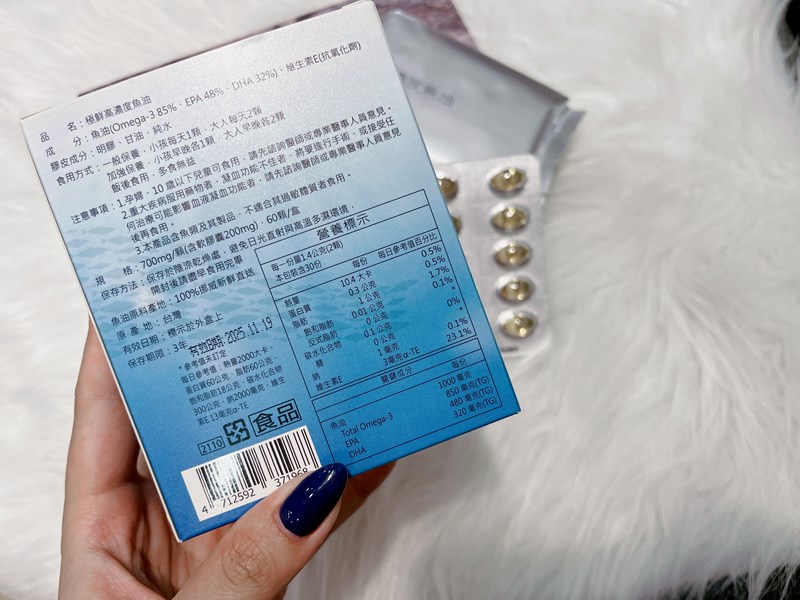 品　名：極鮮高濃度魚油
成　分：魚油(Omega-3 85%、EPA 48%、DHA 32%)、維生素E(抗氧化劑)
膠皮成分：明膠、甘油、純水
食用方式：一般保養，小孩每天1顆，大人每天2顆
加強保養，小孩早晚各1顆，大人早晚各2顆
飯後食用，多食無益
注意事項：1.孕婦，10歲以下兒童可食用，請先諮詢醫師或專業醫事人員意見。
2.重大疾病服用藥物者，凝血功能不佳者，將要進行手術，或接受任
何治療可能影響血液凝血功能者，請先諮詢醫師或專業醫事人員意見
後再食用。
3.本產品含魚類及其製品，不適合其過敏體質者食用。
規　格：700mg/顆(含軟膠囊200mg)，60顆/盒
保存方法：保存於陰涼乾燥處，避免日光直射與高溫多濕環境，
開封後請盡早食用完畢
魚油原料產地：100%挪威新鮮直送
原 產 地：台灣
有效日期：標示於外盒上
保存期限：3年
有效日期:2025.11.19
*參考值未訂定
每日參考值：熱量2000大卡、
蛋白質60公克、脂肪60公克、
飽和脂肪18公克、碳水化合物
300公克、鈉2000毫克、維生
素E 13毫克α-TE
2110 食品
4 712592 371968
營養標示
每一份量1.4公克(2顆)
本包裝含30份
每份 每日參考值百分比
熱量 10.4 大卡 0.5%
蛋白質 0.3 公克 0.5%
脂肪 1 公克 1.7%
飽和脂肪 0.01 公克 0.1%
反式脂肪 0 公克 *
碳水化合物 0.1 公克 0%
糖 0 公克 *
鈉 1 毫克 0.1%
維生素E 3毫克α-TE 23.1%
關鍵成分 每份
魚油 1000 毫克
Total Omega-3 850 毫克(TG)
EPA 480 毫克(TG)
DHA 320 毫克(TG)